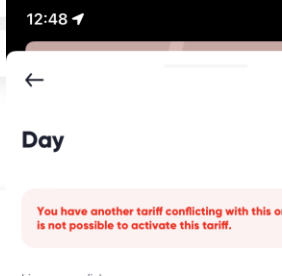 12:48
Day
You have another tariff conflicting with this
is not possible to activate this tariff.